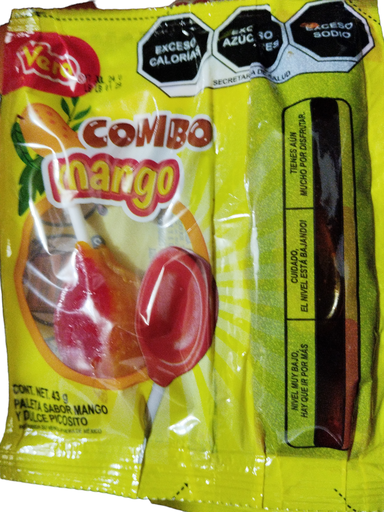 Vero
EXCESO
CALORÍAS
EXCESO
AZÚCARES
EXCESO
SODIO
SECRETARÍA DE SALUD
COMBO
mango
TIENES AÚN
MUCHO POR DISFRUTAR.
CUIDADO,
EL NIVEL ESTÁ BAJANDO!
NIVEL MUY BAJO,
HAY QUE IR POR MÁS
CONT. NET. 43 g
PALETA SABOR MANGO
Y DULCE PICOSITO